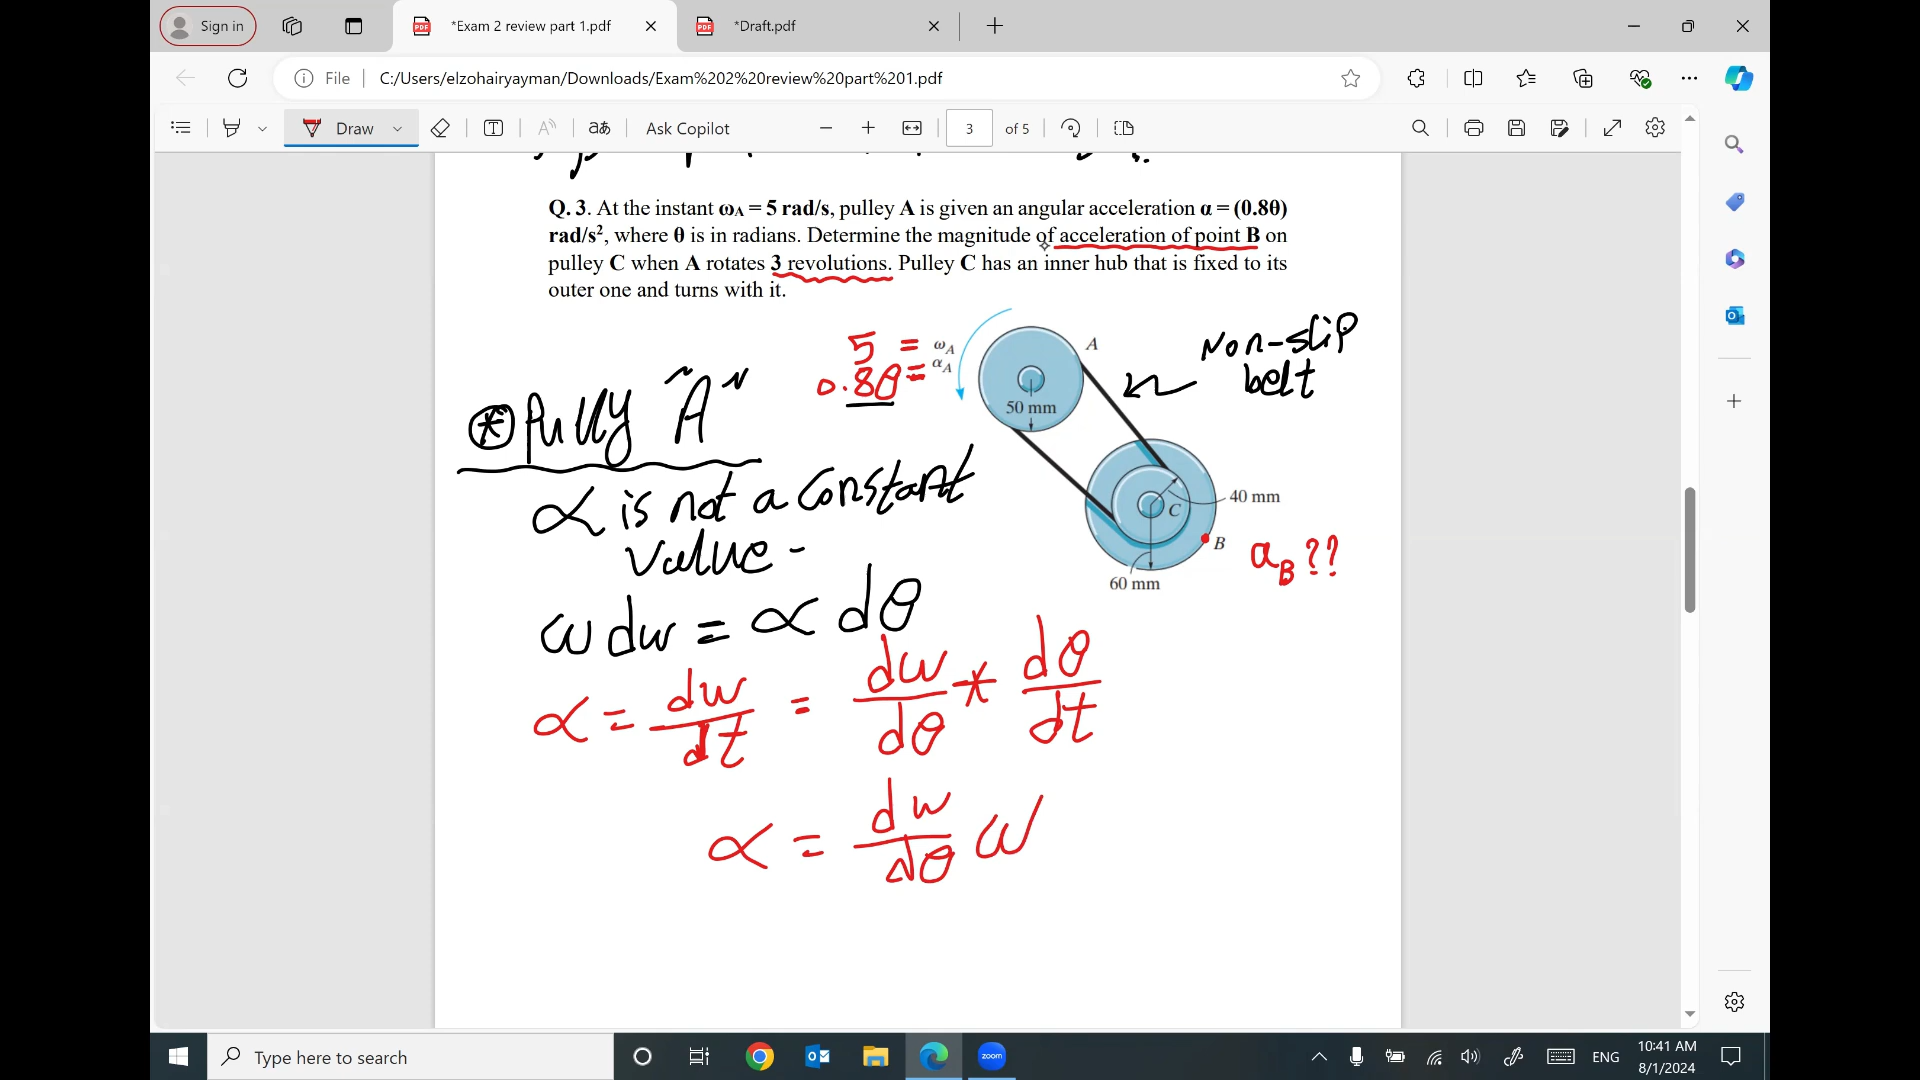 Sign in
*Exam 2 review part 1.pdf
*Draft.pdf
File
C:/Users/elzohairyayman/Downloads/Exam%202%20review%20part%201.pdf
Draw
Ask Copilot
3 of 5
Q. 3. At the instant ωA = 5 rad/s, pulley A is given an angular acceleration α = (0.8θ)
rad/s², where θ is in radians. Determine the magnitude of acceleration of point B on
pulley C when A rotates 3 revolutions. Pulley C has an inner hub that is fixed to its
outer one and turns with it.
5 = ωA
0.8θ = αA
A
50 mm
Non-slip
belt
40 mm
C
B
60 mm
aB??
* Pully "A"
α is not a constant
value -
ω dω = α dθ
α = dω/dt = dω/dθ * dθ/dt
α = dω/dθ ω
Type here to search
zoom
ENG
10:41 AM
8/1/2024